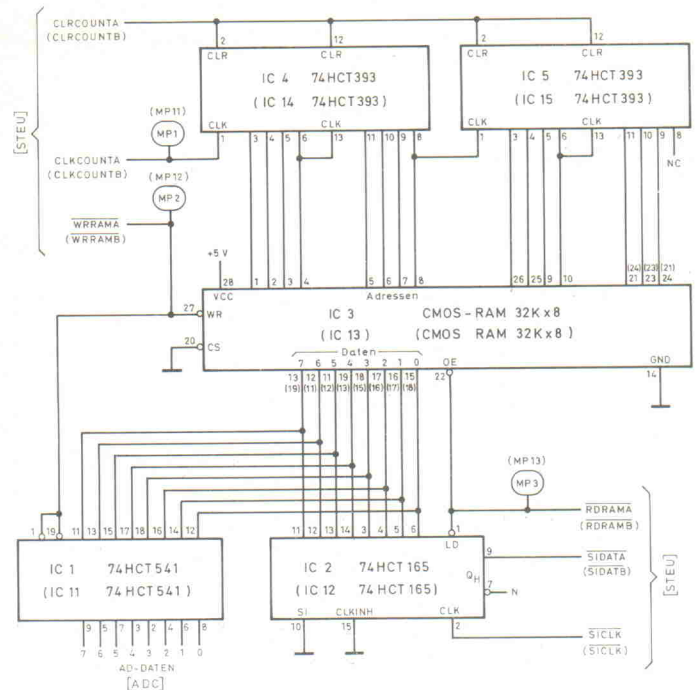 CLRCOUNTA
(CLRCOUNTB)
2 12
CLR CLR
IC 4 74HCT393
(IC 14 74HCT393)
CLK CLK
1 3 4 5 6 13 11 10 9 8
2 12
CLR CLR
IC 5 74HCT393
(IC 15 74HCT393)
CLK CLK
1 3 4 5 6 13 11 10 9 8
NC
[STEU]
(MP11)
MP1
CLKCOUNTA
(CLKCOUNTB)
(MP12)
MP2
WRRAMA
(WRRAMB)
+5 V
28
VCC
1 2 3 4 5 6 7 8
26 25 9 10
(24) (23) (21)
21 23 24
Adressen
27 WR
20 CS
IC 3 CMOS-RAM 32Kx8
(IC 13) (CMOS RAM 32Kx8)
Daten
7 6 5 4 3 2 1 0
OE
GND
13 12 11 19 18 17 16 15
(19) (11) (12) (13) (15) (16) (17) (18)
22
14
(MP13)
MP3
RDRAMA
(RDRAMB)
1 19 11 13 15 17 18 16 14 12
IC 1 74HCT541
(IC 11 74HCT541)
9 5 7 3 2 4 6 8
7 6 5 4 3 2 1 0
AD-DATEN
[ADC]
11 12 13 14 3 4 5 6
1
LD
IC 2 74HCT165
(IC 12 74HCT165)
QH
9
7
N
SI CLKINH CLK
10 15 2
SIDATA
(SIDATB)
SICLK
(SICLK)
[STEU]